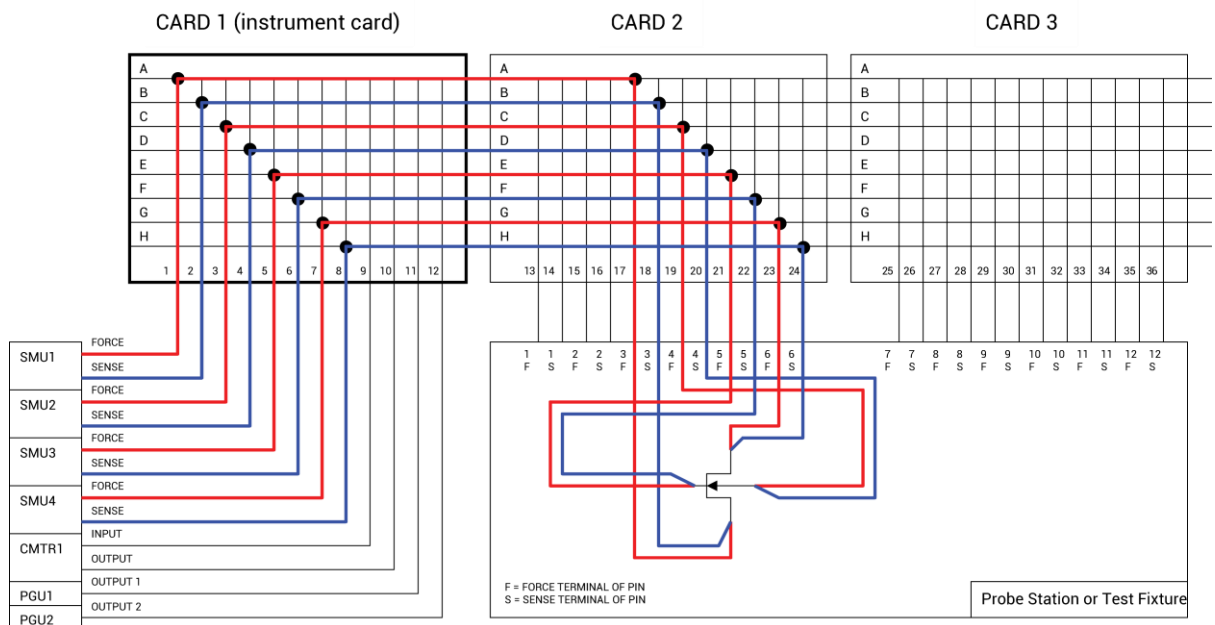 CARD 1 (instrument card)
CARD 2
CARD 3
A
B
C
D
E
F
G
H
1 2 3 4 5 6 7 8 9 10 11 12
A
B
C
D
E
F
G
H
13 14 15 16 17 18 19 20 21 22 23 24
A
B
C
D
E
F
G
H
25 26 27 28 29 30 31 32 33 34 35 36
SMU1
FORCE
SENSE
SMU2
FORCE
SENSE
SMU3
FORCE
SENSE
SMU4
FORCE
SENSE
CMTR1
INPUT
OUTPUT
PGU1
OUTPUT 1
PGU2
OUTPUT 2
1 1 2 2 3 3 4 4 5 5 6 6
F S F S F S F S F S F S
7 7 8 8 9 9 10 10 11 11 12 12
F S F S F S F S F S F S
F = FORCE TERMINAL OF PIN
S = SENSE TERMINAL OF PIN
Probe Station or Test Fixture